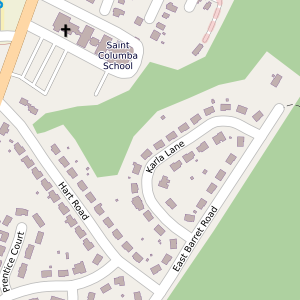 Saint
Columba
School
Karla Lane
Hart Road
East Barret Road
Prentice Court